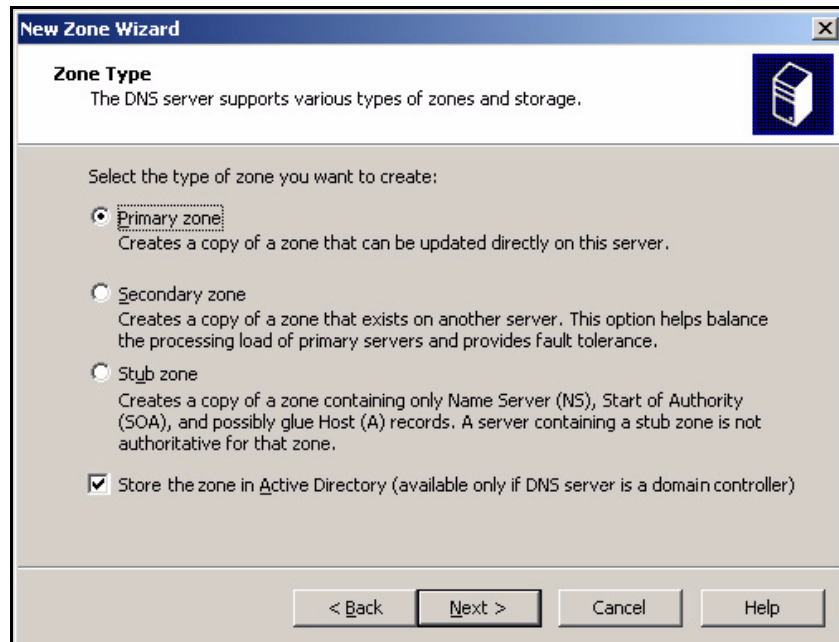 New Zone Wizard
Zone Type
The DNS server supports various types of zones and storage.
Select the type of zone you want to create:
Primary zone
Creates a copy of a zone that can be updated directly on this server.
Secondary zone
Creates a copy of a zone that exists on another server. This option helps balance
the processing load of primary servers and provides fault tolerance.
Stub zone
Creates a copy of a zone containing only Name Server (NS), Start of Authority
(SOA), and possibly glue Host (A) records. A server containing a stub zone is not
authoritative for that zone.
Store the zone in Active Directory (available only if DNS server is a domain controller)
< Back Next > Cancel Help